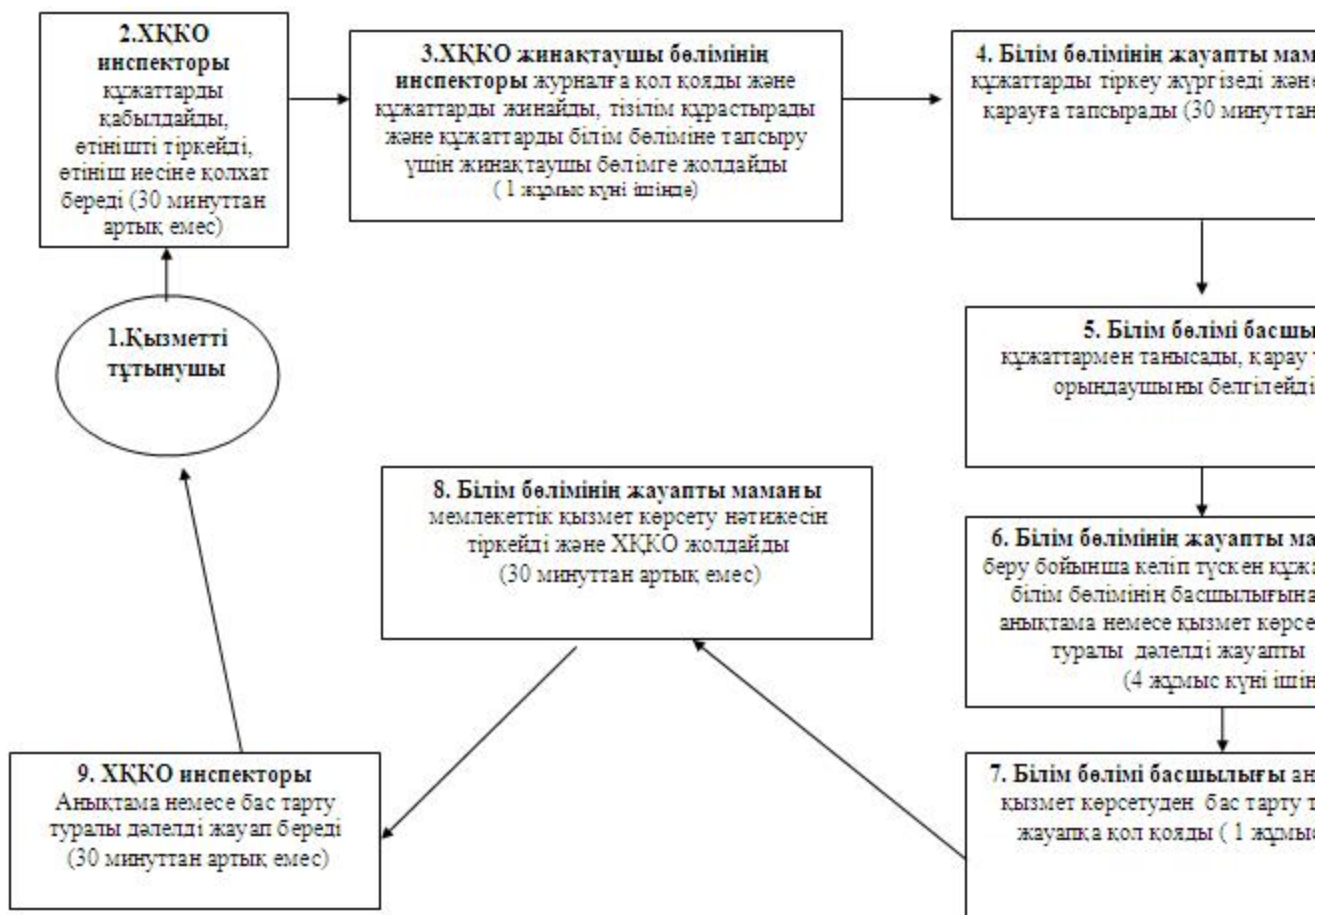 2.ХҚКО
инспекторы
құжаттарды
қабылдайды,
өтінішті тіркейді,
өтініш иесіне қолхат
береді (30 минуттан
артық емес)
3.ХҚКО жинақтаушы бөлімінің
инспекторы журналға қол қояды және
құжаттарды жинайды, тізілім құрастырады
және құжаттарды білім бөліміне тапсыру
үшін жинақтаушы бөлімге жолдайды
( 1 жұмыс күні ішінде)
4. Білім бөлімінің жауапты мам
құжаттарды тіркеу жүргізеді және
қарауға тапсырады (30 минуттан
1.Қызметті
тұтынушы
5. Білім бөлімі басшы
құжаттармен танысады, қарау
орындаушыны белгілейді
8. Білім бөлімінің жауапты маманы
мемлекеттік қызмет көрсету нәтижесін
тіркейді және ХҚКО жолдайды
(30 минуттан артық емес)
6. Білім бөлімінің жауапты ма
беру бойынша келіп түскен құжа
білім бөлімінің басшылығына
анықтама немесе қызмет көрсе
туралы дәлелді жауапты
(4 жұмыс күні ішін
9. ХҚКО инспекторы
Анықтама немесе бас тарту
туралы дәлелді жауап береді
(30 минуттан артық емес)
7. Білім бөлімі басшылығы ан
қызмет көрсетуден бас тарту т
жауапқа қол қояды ( 1 жұмыс